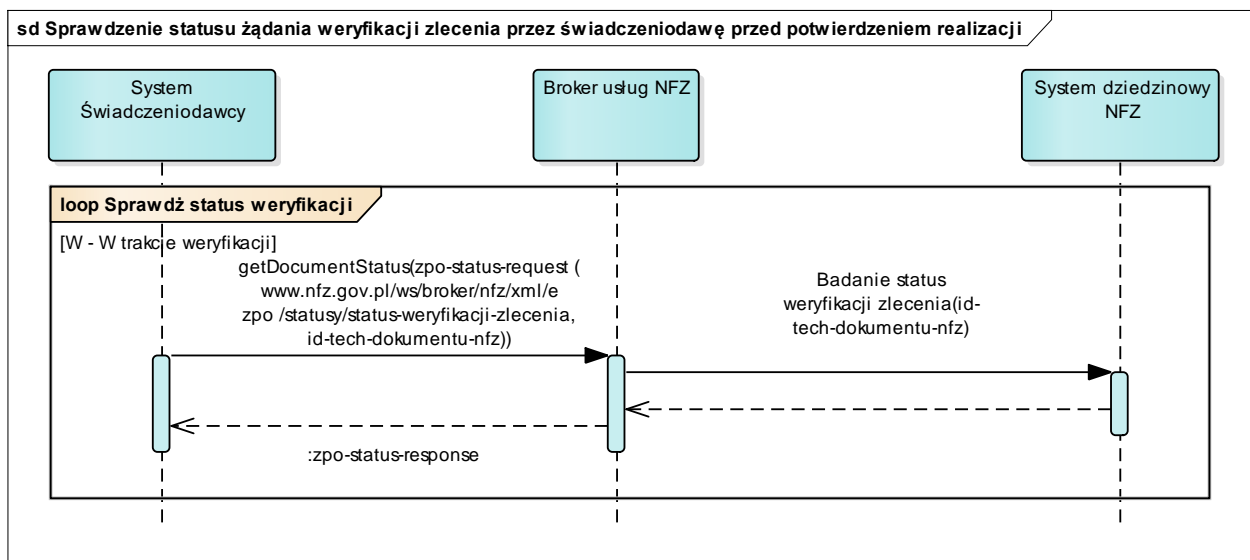 sd Sprawdzenie statusu żądania weryfikacji zlecenia przez świadczeniodawę przed potwierdzeniem realizacji
System
Świadczeniodawcy
Broker usług NFZ
System dziedzinowy
NFZ
loop Sprawdź status weryfikacji
[W - W trakcie weryfikacji]
getDocumentStatus(zpo-status-request (
www.nfz.gov.pl/ws/broker/nfz/xml/e
zpo /statusy/status-weryfikacji-zlecenia,
id-tech-dokumentu-nfz))
Badanie status
weryfikacji zlecenia(id-
tech-dokumentu-nfz)
:zpo-status-response